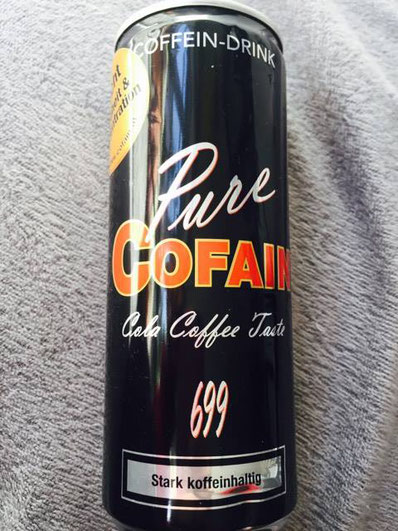 COFFEIN-DRINK
Pure
COFAIN
Cola Coffee Taste
699
Stark koffeinhaltig